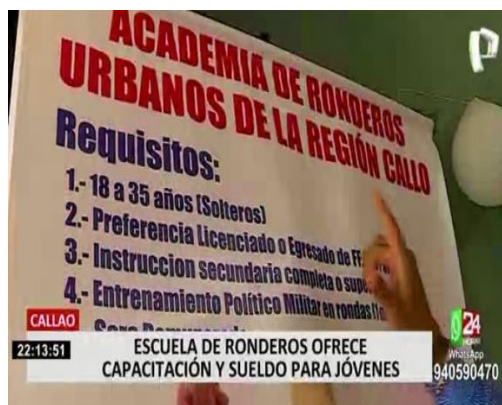 ACADEMIA DE RONDEROS
URBANOS DE LA REGIÓN CALLO
Requisitos:
1.- 18 a 35 años (Solteros)
2.- Preferencia Licenciado o Egresado de FF
3.- Instruccion secundaria completa o
4.- Entrenamiento Político Militar en rondas
CALLAO
22:13:51
ESCUELA DE RONDEROS OFRECE
CAPACITACIÓN Y SUELDO PARA JÓVENES
24
WhatsApp
940590470